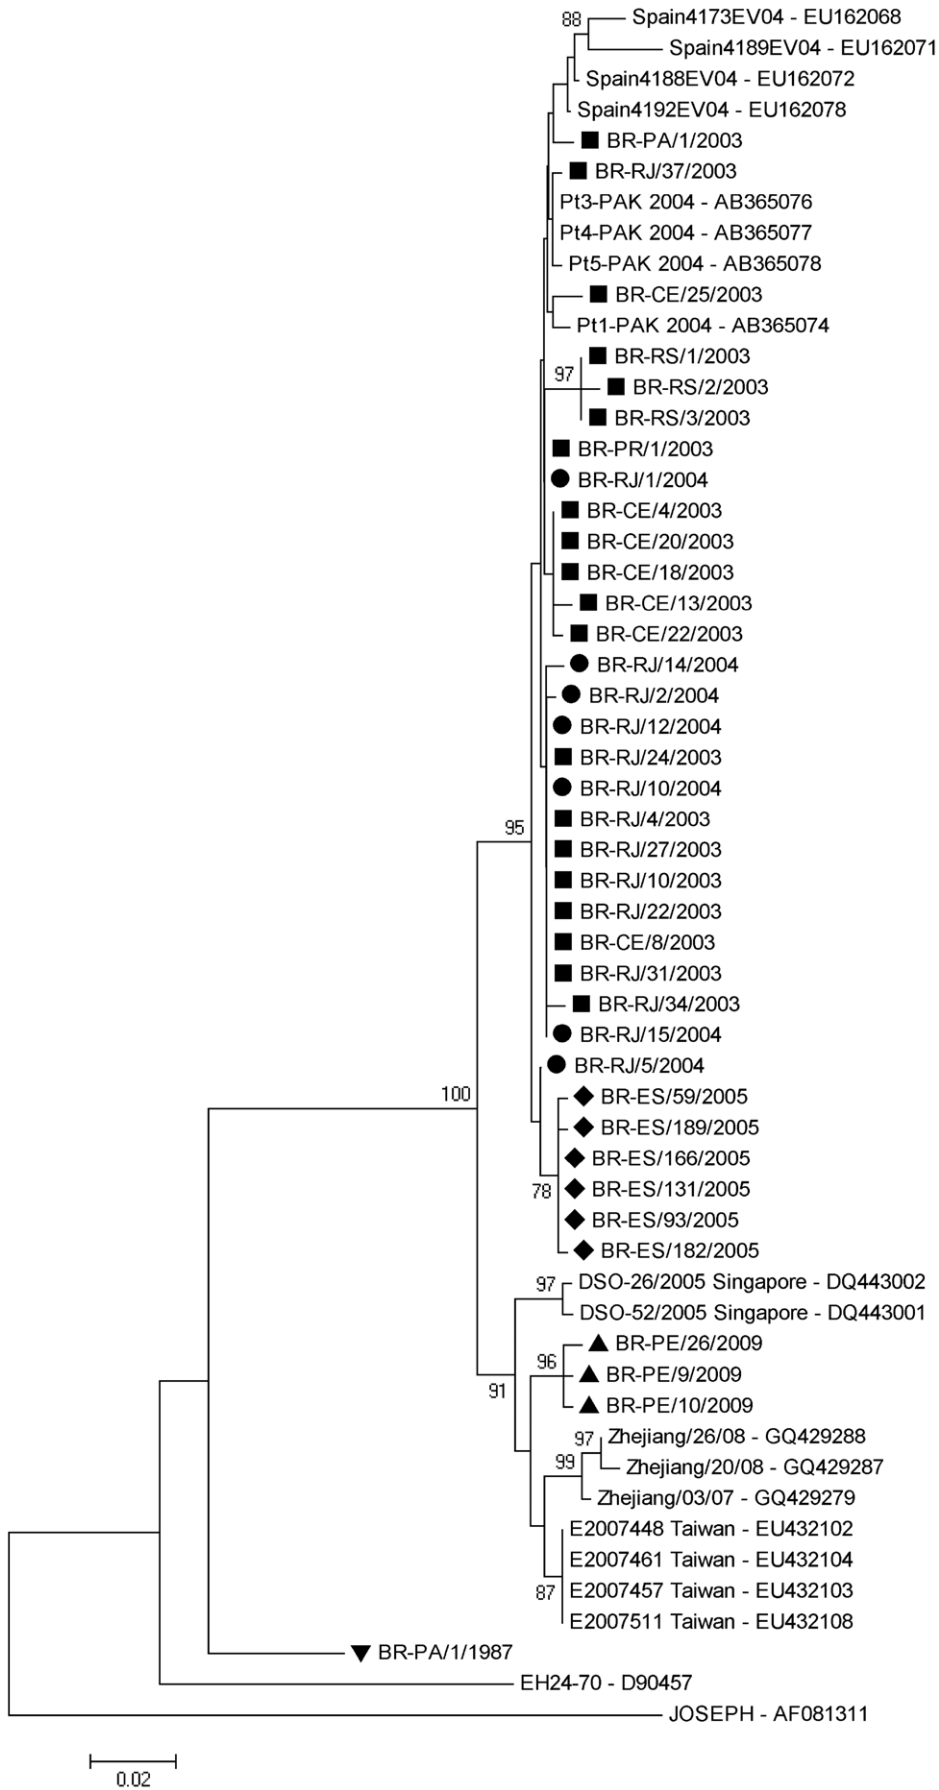 88
Spain4173EV04 - EU162068
Spain4189EV04 - EU162071
Spain4188EV04 - EU162072
Spain4192EV04 - EU162078
BR-PA/1/2003
BR-RJ/37/2003
Pt3-PAK 2004 - AB365076
Pt4-PAK 2004 - AB365077
Pt5-PAK 2004 - AB365078
BR-CE/25/2003
Pt1-PAK 2004 - AB365074
BR-RS/1/2003
97
BR-RS/2/2003
BR-RS/3/2003
BR-PR/1/2003
BR-RJ/1/2004
BR-CE/4/2003
BR-CE/20/2003
BR-CE/18/2003
BR-CE/13/2003
BR-CE/22/2003
BR-RJ/14/2004
BR-RJ/2/2004
BR-RJ/12/2004
BR-RJ/24/2003
BR-RJ/10/2004
BR-RJ/4/2003
95
BR-RJ/27/2003
BR-RJ/10/2003
BR-RJ/22/2003
BR-CE/8/2003
BR-RJ/31/2003
BR-RJ/34/2003
BR-RJ/15/2004
BR-RJ/5/2004
100
BR-ES/59/2005
BR-ES/189/2005
BR-ES/166/2005
BR-ES/131/2005
78
BR-ES/93/2005
BR-ES/182/2005
97
DSO-26/2005 Singapore - DQ443002
DSO-52/2005 Singapore - DQ443001
BR-PE/26/2009
96
BR-PE/9/2009
91
BR-PE/10/2009
97
Zhejiang/26/08 - GQ429288
99
Zhejiang/20/08 - GQ429287
Zhejiang/03/07 - GQ429279
E2007448 Taiwan - EU432102
E2007461 Taiwan - EU432104
87
E2007457 Taiwan - EU432103
E2007511 Taiwan - EU432108
BR-PA/1/1987
EH24-70 - D90457
JOSEPH - AF081311
0.02